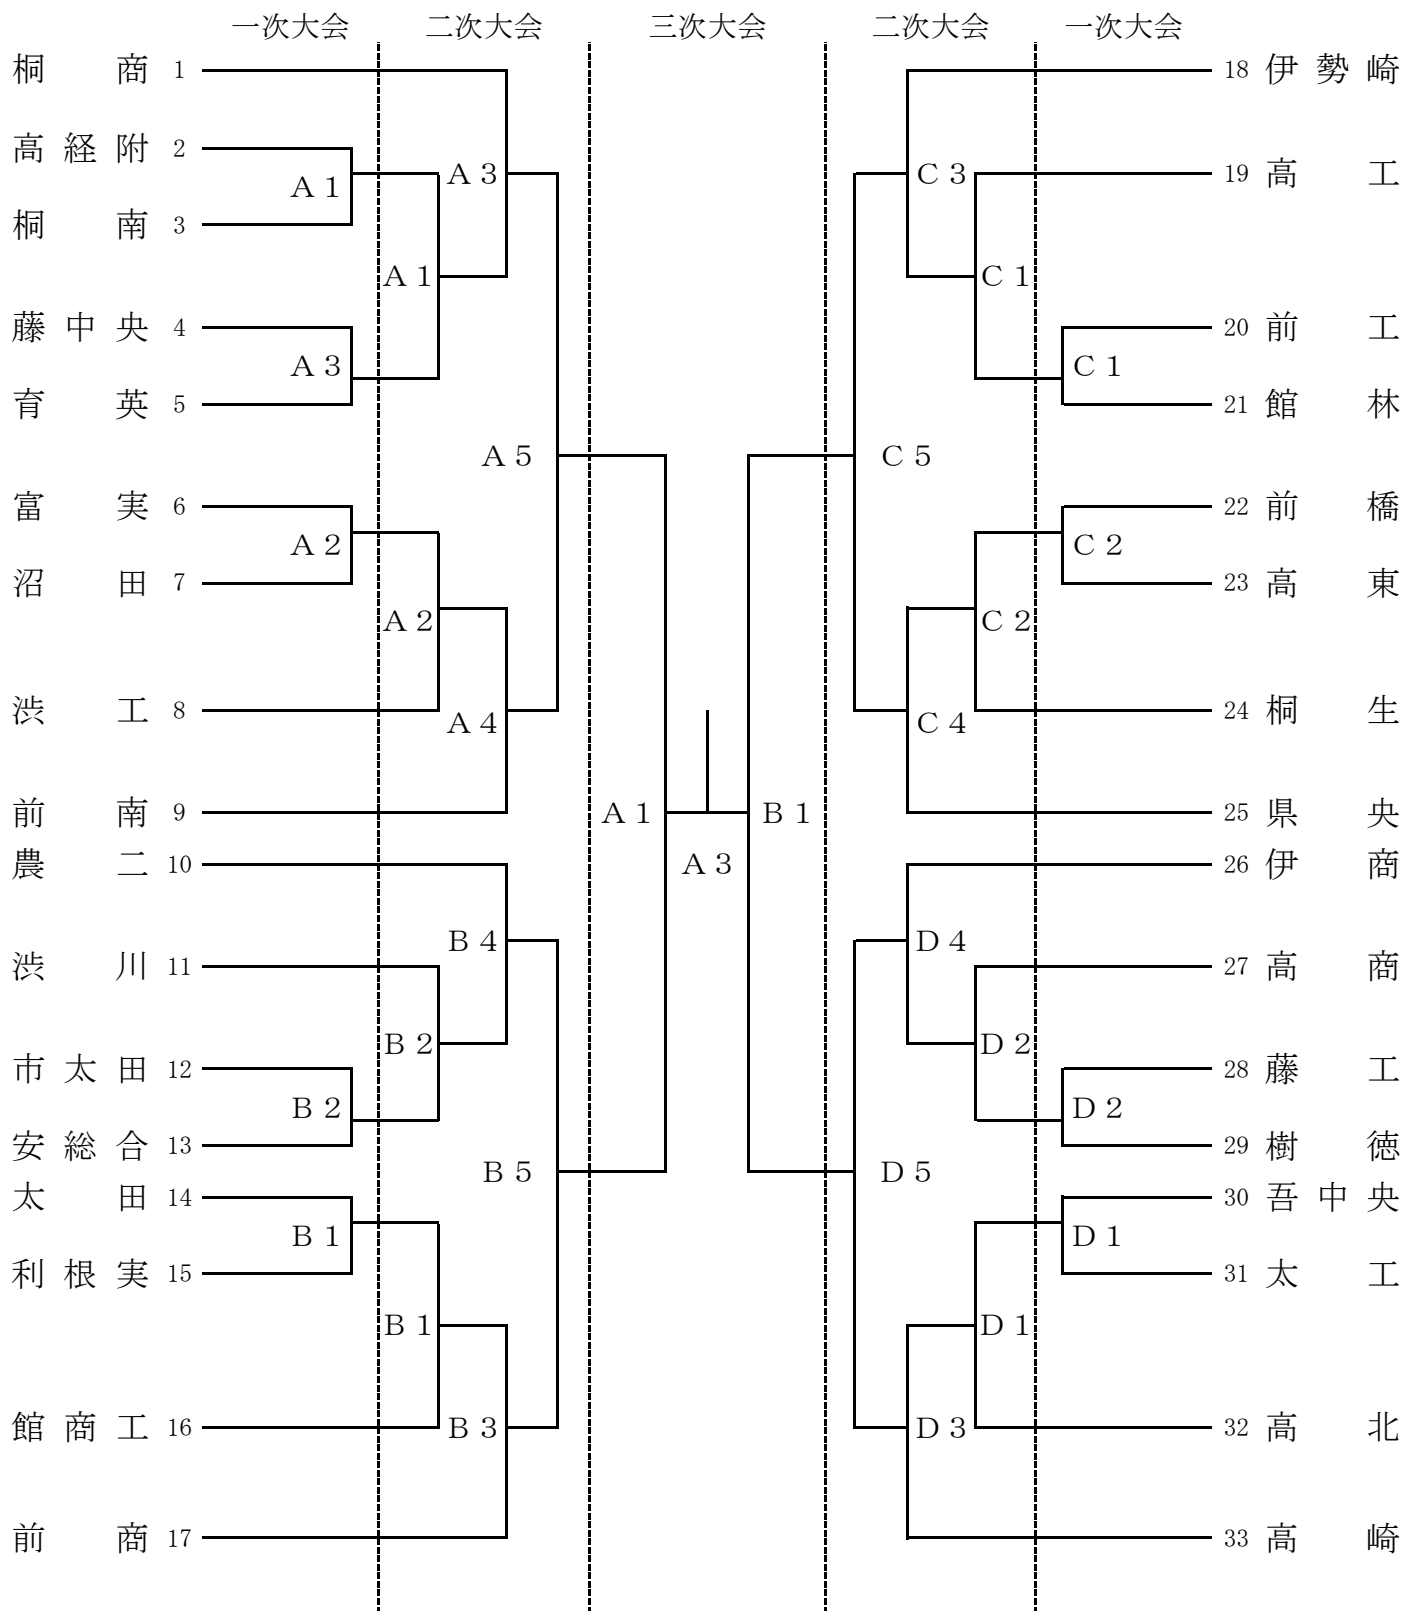 一次大会 二次大会 三次大会 二次大会 一次大会
桐商 1 18 伊勢崎
高経附 2
A 3 C 3 19 高工
A 1
桐南 3
A 1 C 1
藤中央 4 20 前工
A 3 C 1
育英 5 21 館林
A 5 C 5
富実 6 22 前橋
A 2 C 2
沼田 7 23 高東
A 2 C 2
渋工 8 24 桐生
A 4 C 4
前南 9 A 1 B 1 25 県央
農二 10 A 3 26 伊商
B 4 D 4
渋川 11 27 高商
B 2 D 2
市太田 12 28 藤工
B 2 D 2
安総合 13 29 樹徳
B 5 D 5
太田 14 30 吾中央
B 1 D 1
利根実 15 31 太工
B 1 D 1
館商工 16 B 3 D 3 32 高北
前商 17 33 高崎